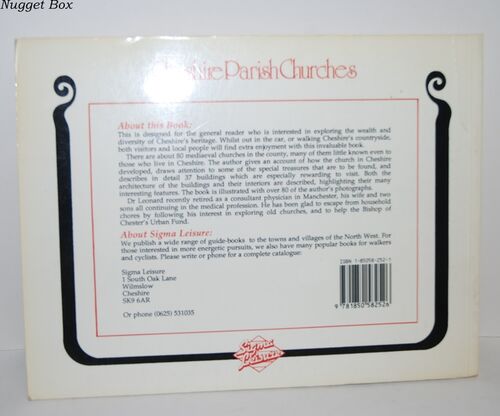 Nugget Box
Cheshire Parish Churches
About this Book:
This is designed for the general reader who is interested in exploring the wealth and
diversity of Cheshire's heritage. Whilst out in the car, or walking Cheshire's countryside,
both visitors and local people will find extra enjoyment with this invaluable book.
There are about 80 mediaeval churches in the county, many of them little known even to
those who live in Cheshire. The author gives an account of how the church in Cheshire
developed, draws attention to some of the special treasures that are to be found, and
describes in detail 37 buildings which are especially rewarding to visit. Both the
architecture of the buildings and their interiors are described, highlighting their many
interesting features. The book is illustrated with over 80 of the author's photographs.
Dr Leonard recently retired as a consultant physician in Manchester, his wife and two
sons all continuing in the medical profession. He has been glad to escape from household
chores by following his interest in exploring old churches, and to help the Bishop of
Chester's Urban Fund.
About Sigma Leisure:
We publish a wide range of guide-books to the towns and villages of the North West. For
those interested in more energetic pursuits, we also have many popular books for walkers
and cyclists. Please write or phone for a complete catalogue:
Sigma Leisure
1 South Oak Lane
Wilmslow
Cheshire
SK9 6AR
Or phone (0625) 531035
ISBN 1-85058-252-1
9 781850 582526
Sigma
Leisure